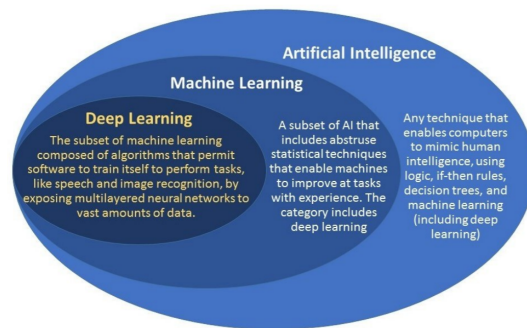 Artificial Intelligence
Machine Learning
Deep Learning
The subset of machine learning
composed of algorithms that permit
software to train itself to perform tasks,
like speech and image recognition, by
exposing multilayered neural networks to
vast amounts of data.
A subset of AI that
includes abstruse
statistical techniques
that enable machines
to improve at tasks
with experience. The
category includes
deep learning
Any technique that
enables computers
to mimic human
intelligence, using
logic, if-then rules,
decision trees, and
machine learning
(including deep
learning)